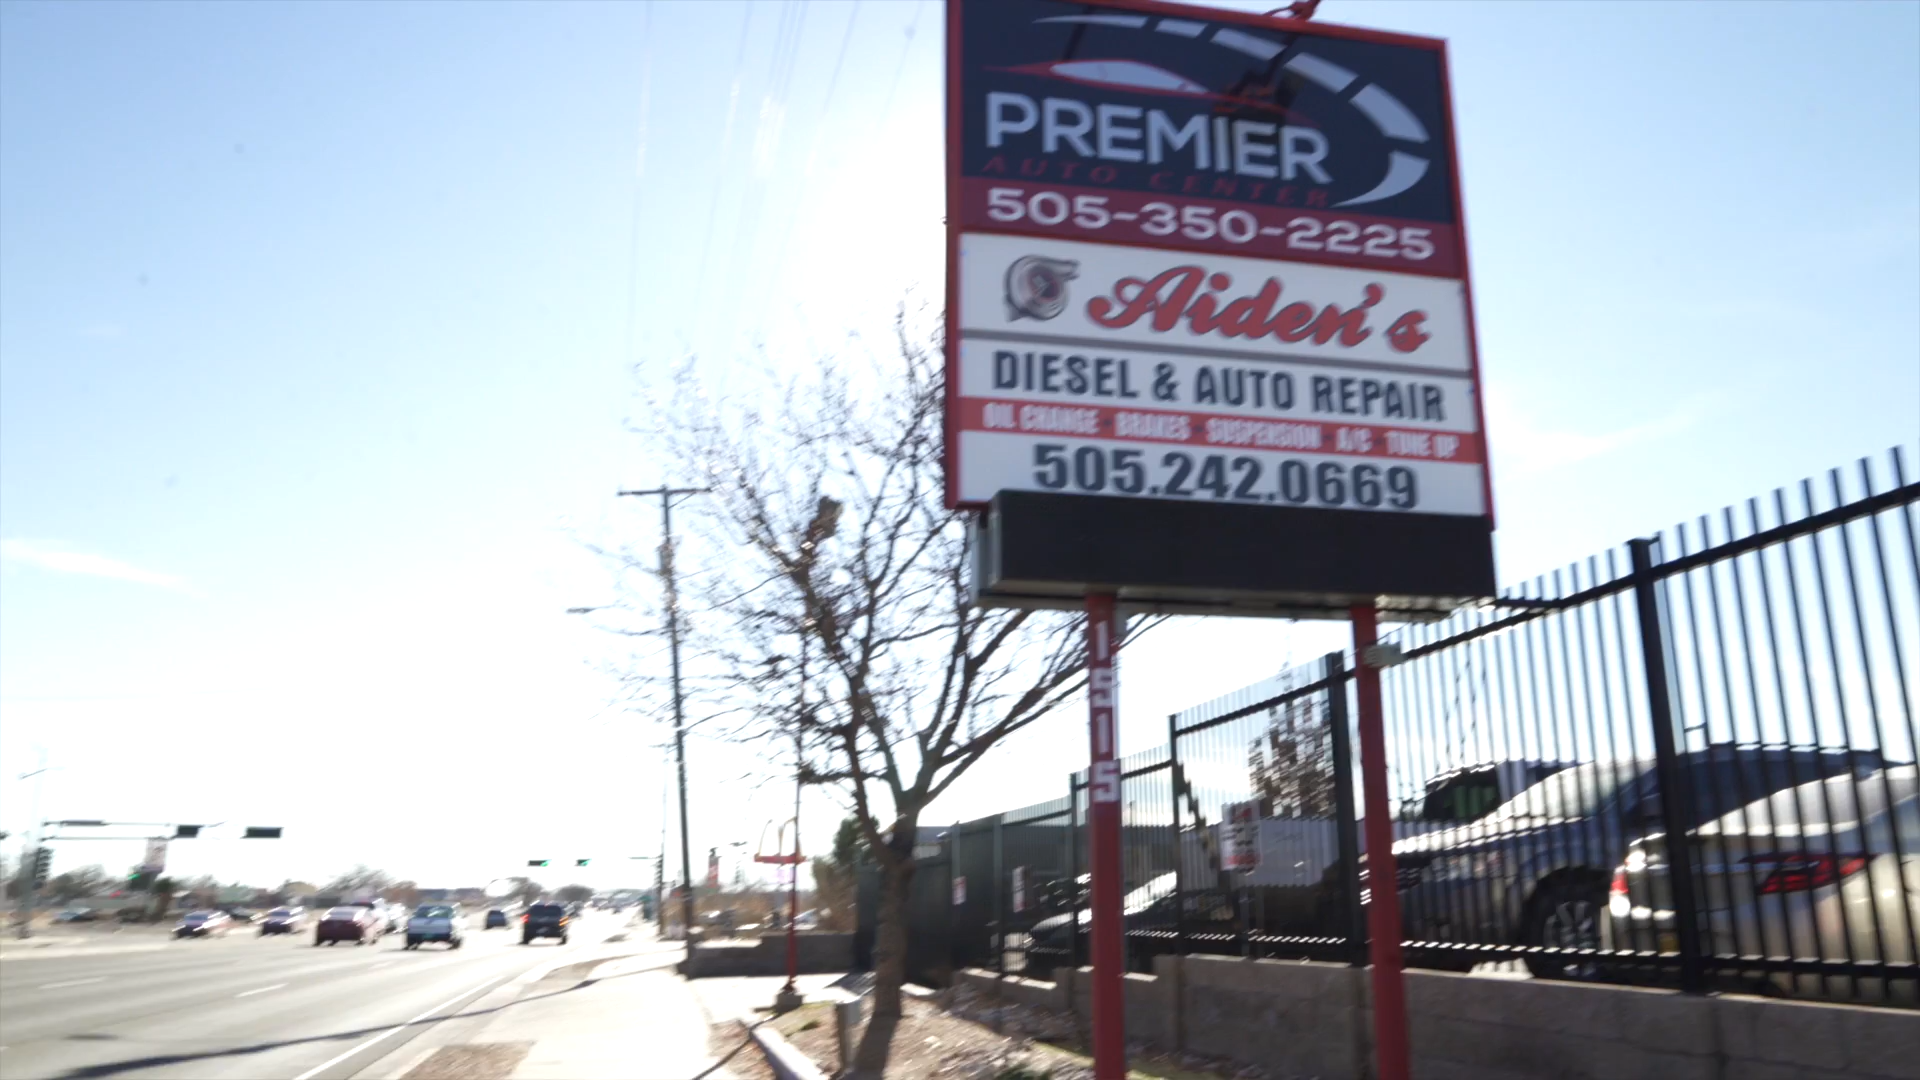 PREMIER
AUTO CENTER
505-350-2225
Aiden's
DIESEL & AUTO REPAIR
OIL CHANGE · BRAKES · SUSPENSION · A/C · TUNE UP
505.242.0669
1515